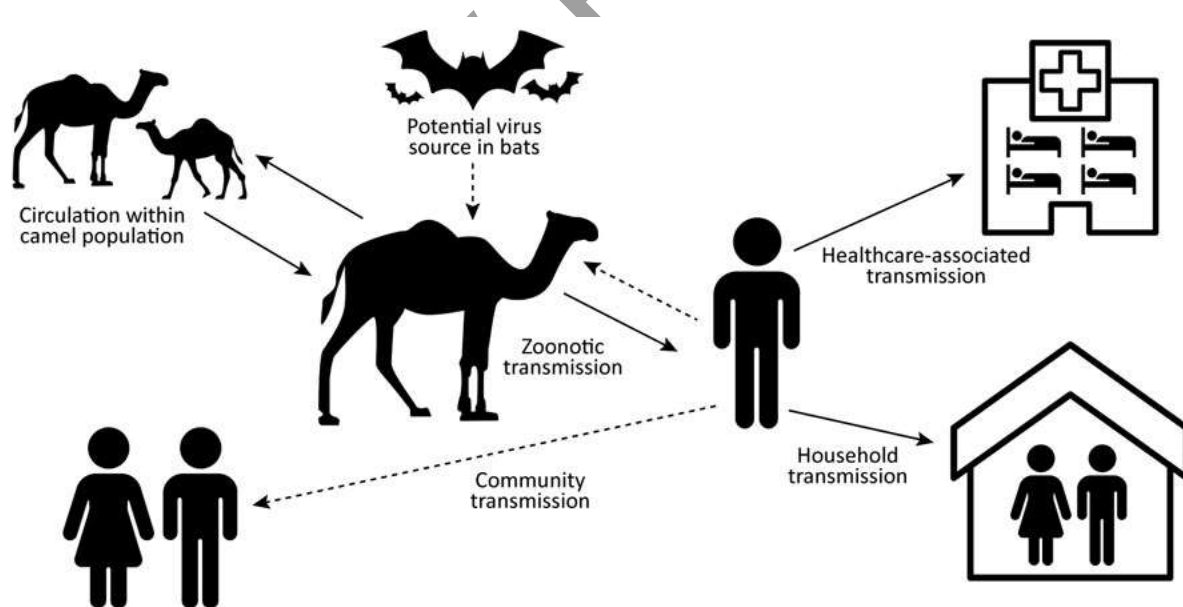 Potential virus
source in bats
Circulation within
camel population
Healthcare-associated
transmission
Zoonotic
transmission
Household
transmission
Community
transmission